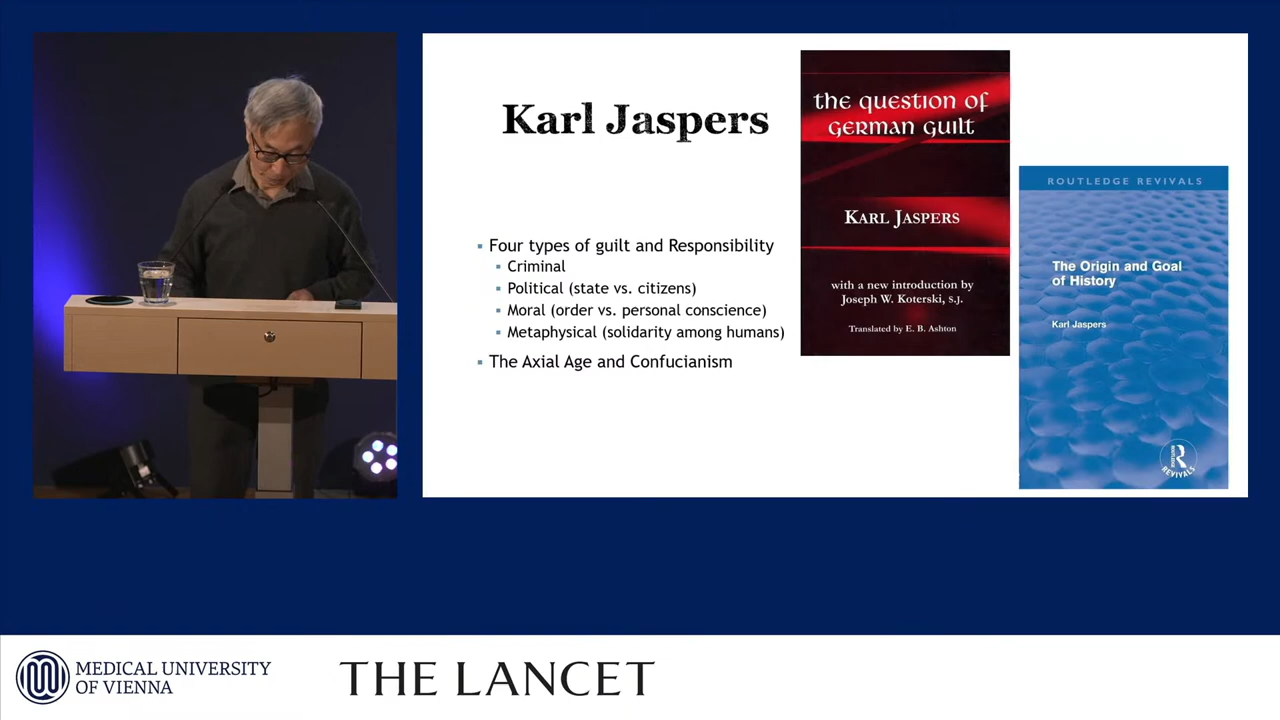 Karl Jaspers
▪ Four types of guilt and Responsibility
▪ Criminal
▪ Political (state vs. citizens)
▪ Moral (order vs. personal conscience)
▪ Metaphysical (solidarity among humans)
▪ The Axial Age and Confucianism
the question of
German guilt
Karl Jaspers
with a new introduction by
Joseph W. Koterski, s.j.
Translated by E. B. Ashton
ROUTLEDGE REVIVALS
The Origin and Goal
of History
Karl Jaspers
R
ROUTLEDGE
REVIVALS
MEDICAL UNIVERSITY
OF VIENNA
THE LANCET